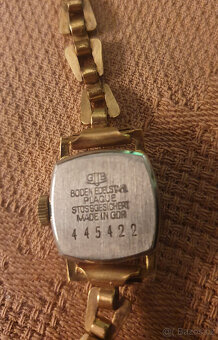 GUB
BODEN EDELSTAHL
PLAQUE
STOSSGESICHERT
MADE IN GDR
445422